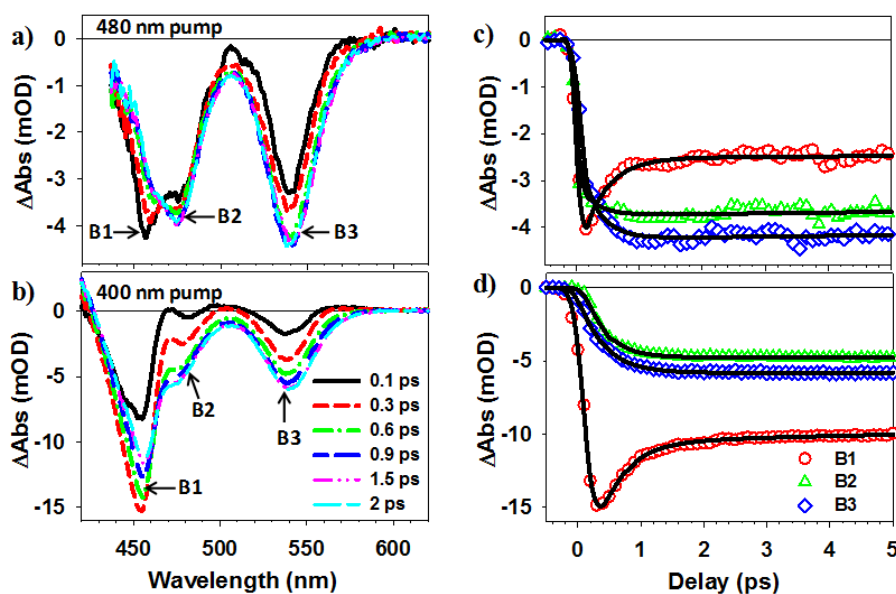 a)
480 nm pump
0
-1
-2
-3
-4
ΔAbs (mOD)
B1
B2
B3
b)
400 nm pump
0
-5
-10
-15
ΔAbs (mOD)
B1
B2
B3
0.1 ps
0.3 ps
0.6 ps
0.9 ps
1.5 ps
2 ps
450 500 550 600
Wavelength (nm)
c)
0
-1
-2
-3
-4
ΔAbs (mOD)
d)
0
-5
-10
-15
ΔAbs (mOD)
B1
B2
B3
0 1 2 3 4 5
Delay (ps)